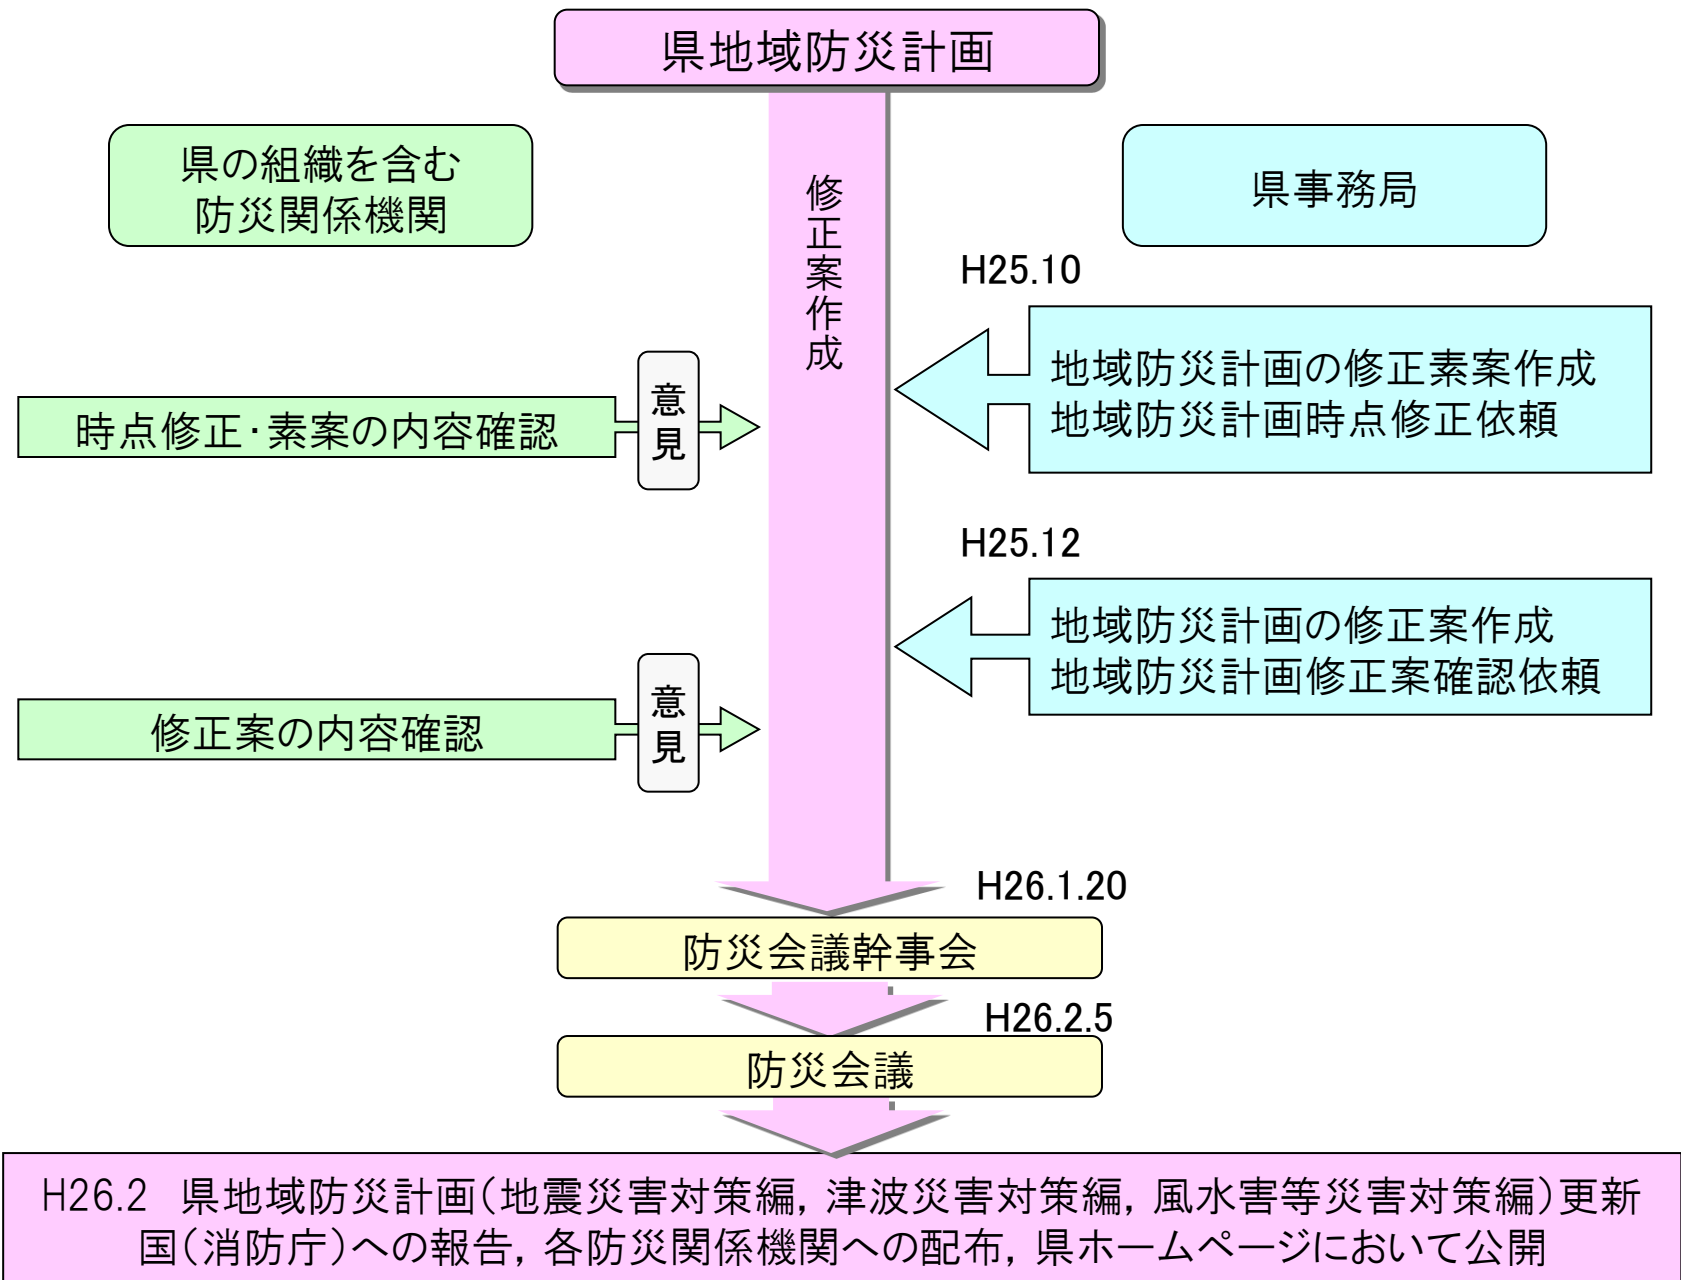 県地域防災計画
県の組織を含む
防災関係機関
修正案作成
県事務局
H25.10
地域防災計画の修正素案作成
地域防災計画時点修正依頼
時点修正・素案の内容確認
意見
H25.12
地域防災計画の修正案作成
地域防災計画修正案確認依頼
修正案の内容確認
意見
H26.1.20
防災会議幹事会
H26.2.5
防災会議
H26.2　県地域防災計画(地震災害対策編,津波災害対策編,風水害等災害対策編)更新
国(消防庁)への報告,各防災関係機関への配布,県ホームページにおいて公開